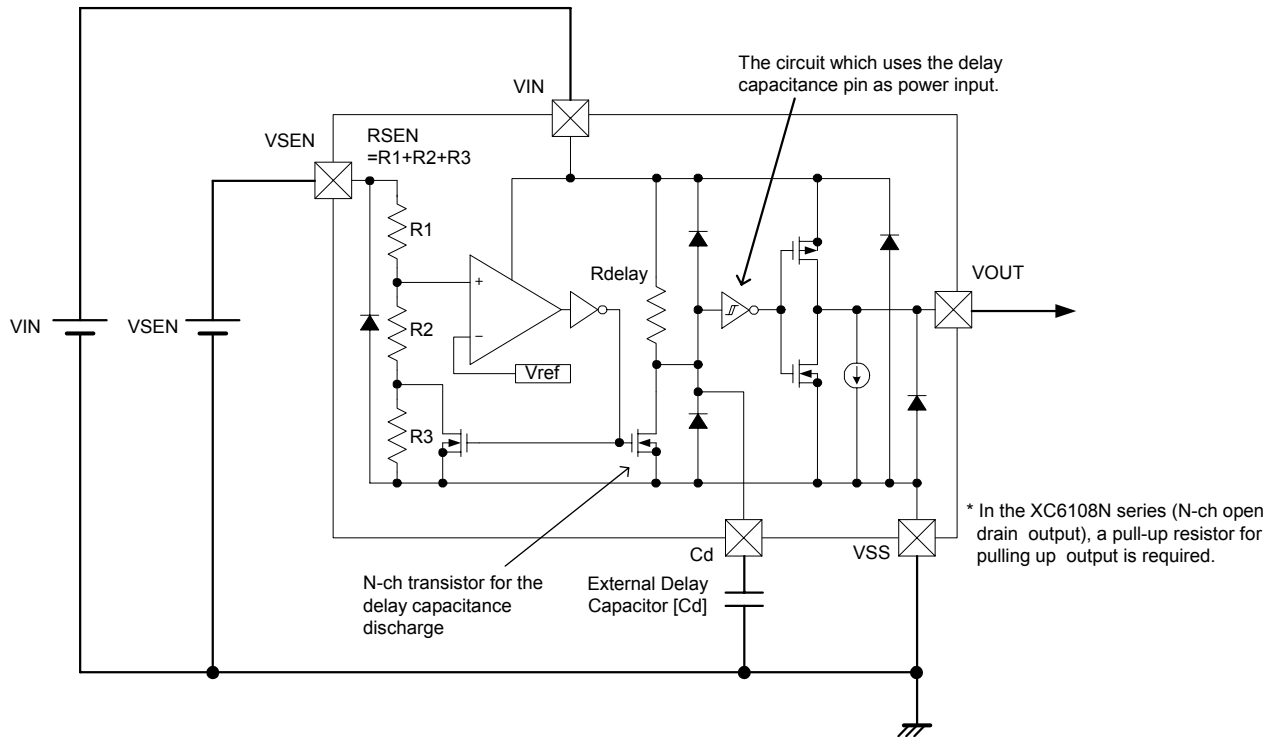 The circuit which uses the delay
capacitance pin as power input.
VIN
VSEN
RSEN
=R1+R2+R3
R1
Rdelay
+
VOUT
VIN
VSEN
R2
−
Vref
R3
* In the XC6108N series (N-ch open
drain output), a pull-up resistor for
pulling up output is required.
Cd
VSS
N-ch transistor for the
delay capacitance
discharge
External Delay
Capacitor [Cd]